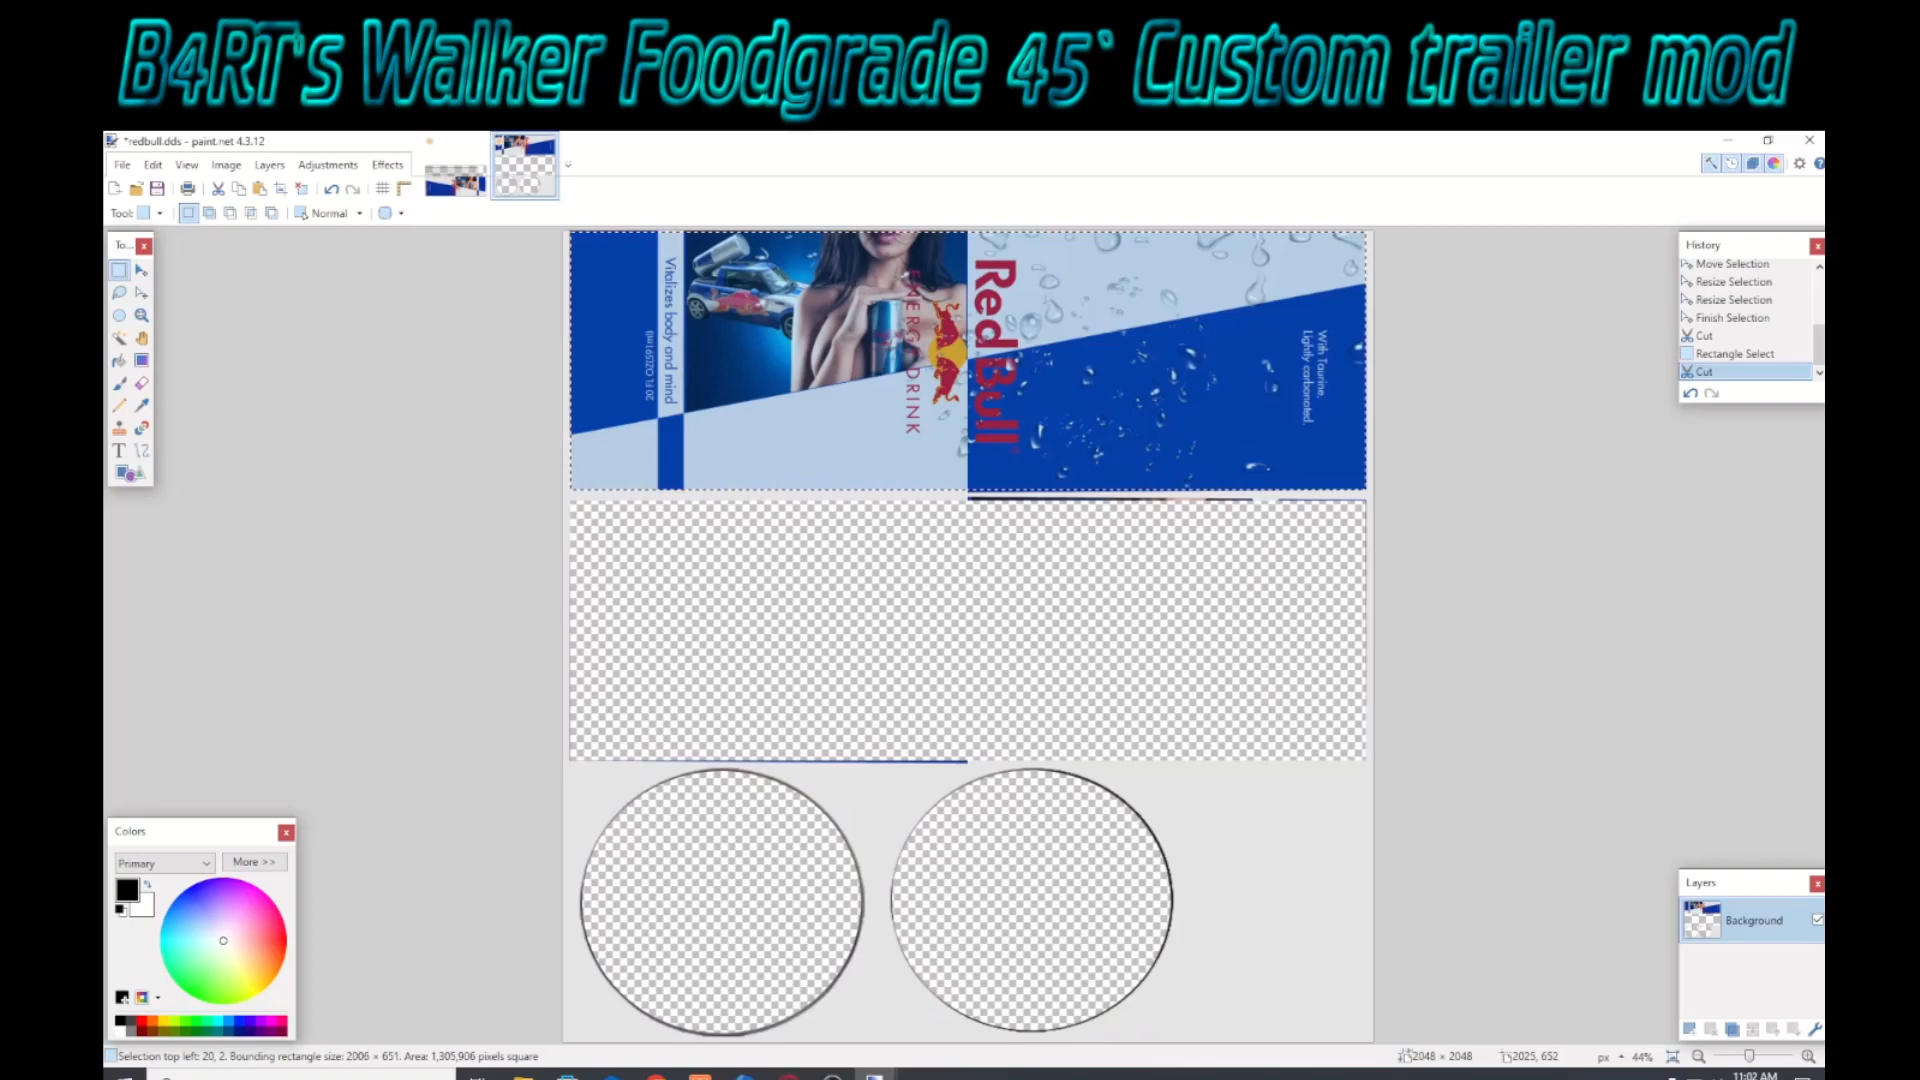 B4RT's Walker Foodgrade 45` Custom trailer mod
*redbull.dds - paint.net 4.3.12
File Edit View Image Layers Adjustments Effects
Tool: Normal
To...
Vitalizes body and mind
ENERGY DRINK
RedBull
With Taurine.
Lightly carbonated.
History
Move Selection
Resize Selection
Resize Selection
Finish Selection
Cut
Rectangle Select
Cut
Colors
Primary More >>
Layers
Background
Selection top left: 20, 2. Bounding rectangle size: 2006 × 651. Area: 1,305,906 pixels square
2048 × 2048 2025, 652 px 44%
11:02 AM